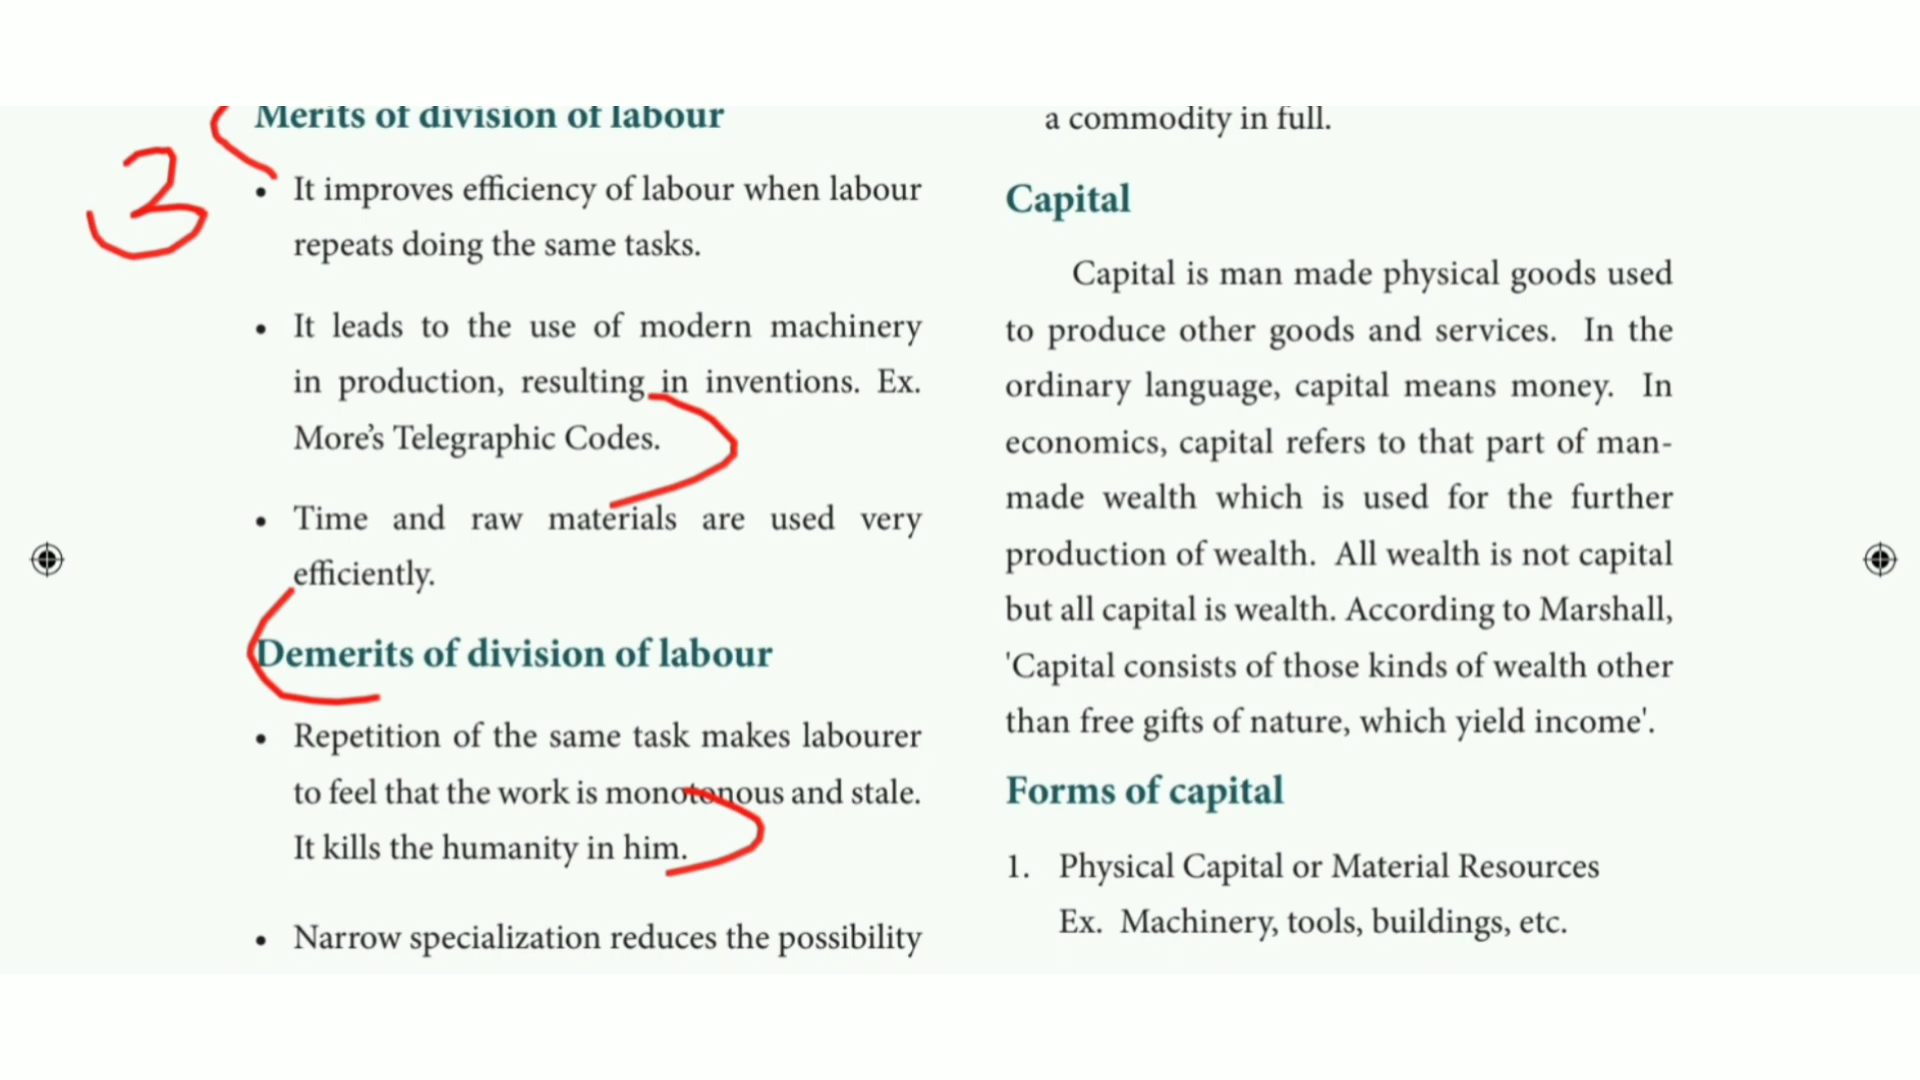 3
Merits of division of labour
• It improves efficiency of labour when labour
repeats doing the same tasks.
• It leads to the use of modern machinery
in production, resulting in inventions. Ex.
More's Telegraphic Codes.
• Time and raw materials are used very
efficiently.
Demerits of division of labour
• Repetition of the same task makes labourer
to feel that the work is monotonous and stale.
It kills the humanity in him.
• Narrow specialization reduces the possibility
a commodity in full.
Capital
Capital is man made physical goods used
to produce other goods and services. In the
ordinary language, capital means money. In
economics, capital refers to that part of man-
made wealth which is used for the further
production of wealth. All wealth is not capital
but all capital is wealth. According to Marshall,
'Capital consists of those kinds of wealth other
than free gifts of nature, which yield income'.
Forms of capital
1. Physical Capital or Material Resources
Ex. Machinery, tools, buildings, etc.